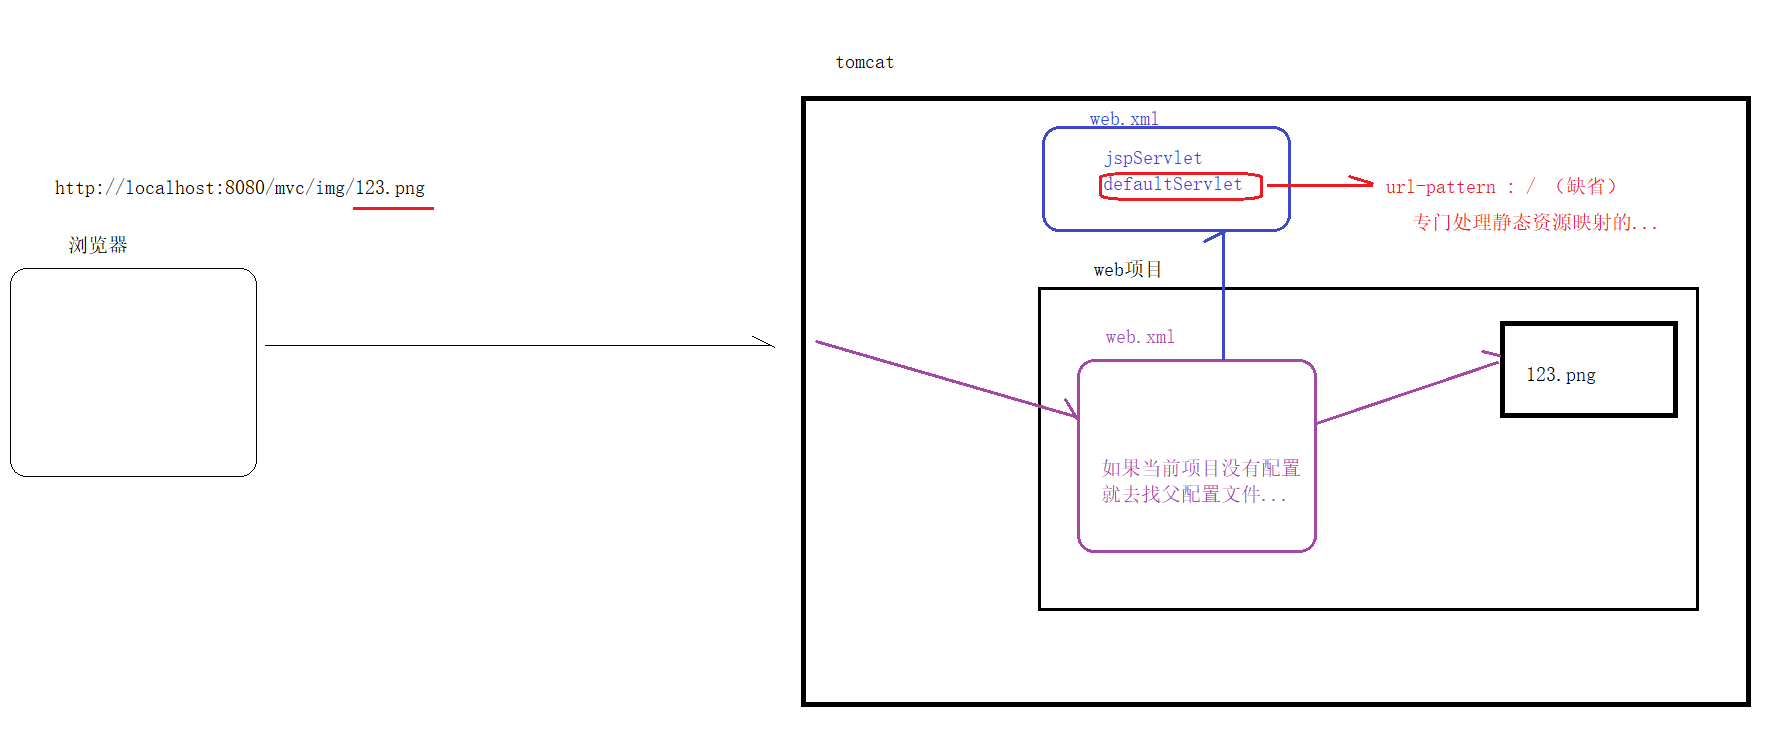 tomcat
web.xml
jspServlet
defaultServlet
url-pattern : / （缺省）
专门处理静态资源映射的...
http://localhost:8080/mvc/img/123.png
浏览器
web项目
web.xml
如果当前项目没有配置
就去找父配置文件...
123.png